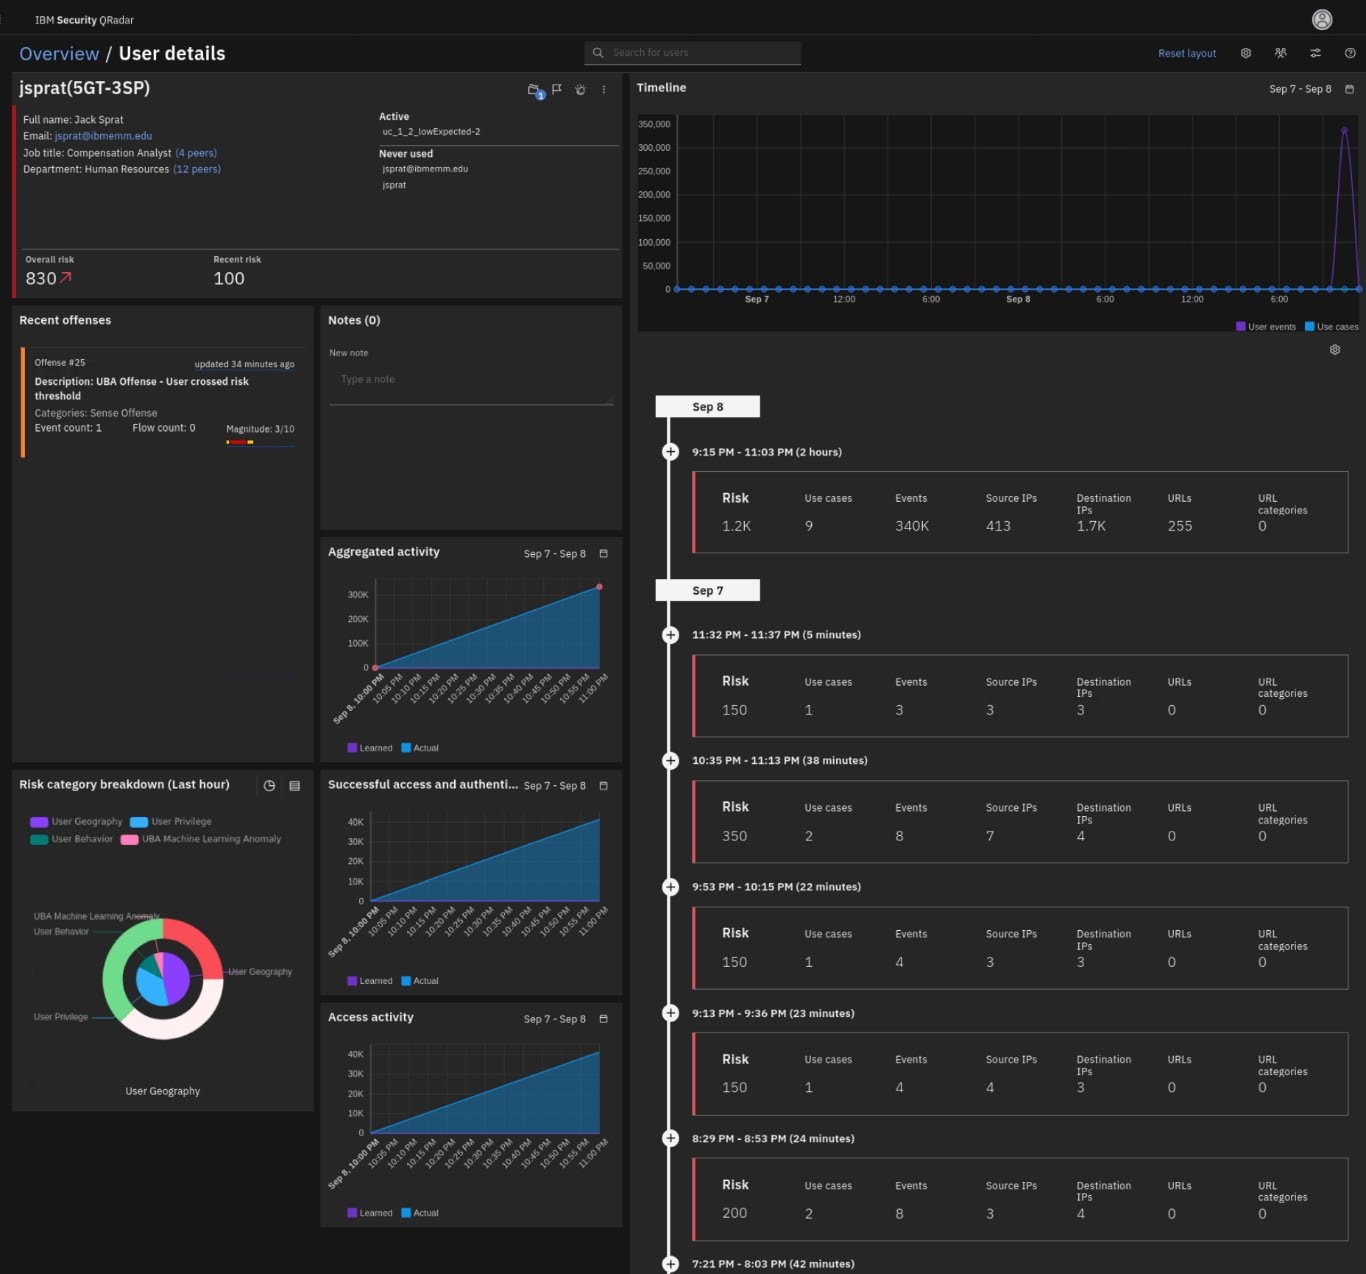 IBM Security QRadar
Overview / User details
Search for users
Reset layout
jsprat(5GT-3SP)
1
Full name: Jack Sprat
Email: jsprat@ibmemm.edu
Job title: Compensation Analyst (4 peers)
Department: Human Resources (12 peers)
Active
uc_1_2_lowExpected-2
Never used
jsprat@ibmemm.edu
jsprat
Overall risk
830
Recent risk
100
Recent offenses
Offense #25
updated 34 minutes ago
Description: UBA Offense - User crossed risk
threshold
Categories: Sense Offense
Event count: 1
Flow count: 0
Magnitude: 3/10
Notes (0)
New note
Type a note
Aggregated activity
Sep 7 - Sep 8
300K
200K
100K
0
Sep 8, 10:00 PM
10:05 PM
10:10 PM
10:15 PM
10:20 PM
10:25 PM
10:30 PM
10:35 PM
10:40 PM
10:45 PM
10:50 PM
10:55 PM
11:00 PM
Learned
Actual
Risk category breakdown (Last hour)
User Geography
User Privilege
User Behavior
UBA Machine Learning Anomaly
UBA Machine Learning Anomaly
User Behavior
User Geography
User Privilege
User Geography
Successful access and authenti...
Sep 7 - Sep 8
40K
30K
20K
10K
0
Sep 8, 10:00 PM
10:05 PM
10:10 PM
10:15 PM
10:20 PM
10:25 PM
10:30 PM
10:35 PM
10:40 PM
10:45 PM
10:50 PM
10:55 PM
11:00 PM
Learned
Actual
Access activity
Sep 7 - Sep 8
40K
30K
20K
10K
0
Sep 8, 10:00 PM
10:05 PM
10:10 PM
10:15 PM
10:20 PM
10:25 PM
10:30 PM
10:35 PM
10:40 PM
10:45 PM
10:50 PM
10:55 PM
11:00 PM
Learned
Actual
Timeline
Sep 7 - Sep 8
350,000
300,000
250,000
200,000
150,000
100,000
50,000
0
Sep 7
12:00
6:00
Sep 8
6:00
12:00
6:00
User events
Use cases
Sep 8
9:15 PM - 11:03 PM (2 hours)
Risk
Use cases
Events
Source IPs
Destination
IPs
URLs
URL
categories
1.2K
9
340K
413
1.7K
255
0
Sep 7
11:32 PM - 11:37 PM (5 minutes)
Risk
Use cases
Events
Source IPs
Destination
IPs
URLs
URL
categories
150
1
3
3
3
0
0
10:35 PM - 11:13 PM (38 minutes)
Risk
Use cases
Events
Source IPs
Destination
IPs
URLs
URL
categories
350
2
8
7
4
0
0
9:53 PM - 10:15 PM (22 minutes)
Risk
Use cases
Events
Source IPs
Destination
IPs
URLs
URL
categories
150
1
4
3
3
0
0
9:13 PM - 9:36 PM (23 minutes)
Risk
Use cases
Events
Source IPs
Destination
IPs
URLs
URL
categories
150
1
4
4
3
0
0
8:29 PM - 8:53 PM (24 minutes)
Risk
Use cases
Events
Source IPs
Destination
IPs
URLs
URL
categories
200
2
8
3
4
0
0
7:21 PM - 8:03 PM (42 minutes)